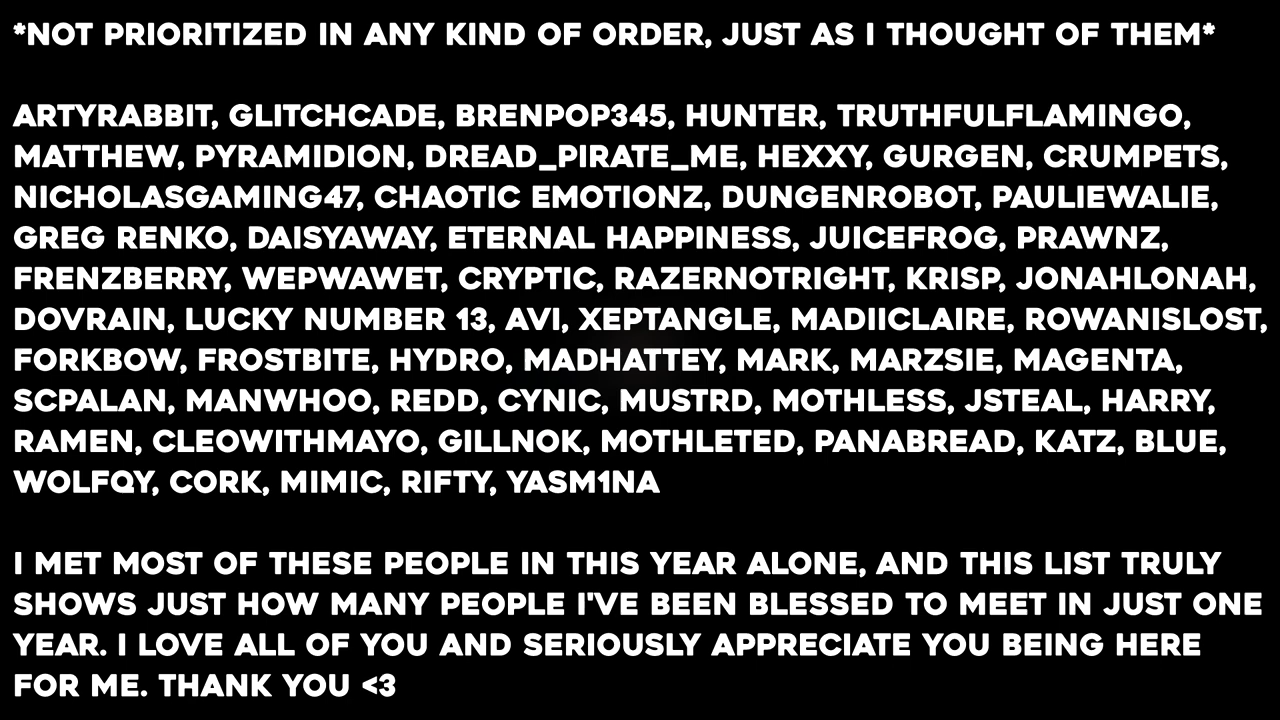 *NOT PRIORITIZED IN ANY KIND OF ORDER, JUST AS I THOUGHT OF THEM*
ARTYRABBIT, GLITCHCADE, BRENPOP345, HUNTER, TRUTHFULFLAMINGO,
MATTHEW, PYRAMIDION, DREAD_PIRATE_ME, HEXXY, GURGEN, CRUMPETS,
NICHOLASGAMING47, CHAOTIC EMOTIONZ, DUNGENROBOT, PAULIEWALIE,
GREG RENKO, DAISYAWAY, ETERNAL HAPPINESS, JUICEFROG, PRAWNZ,
FRENZBERRY, WEPWAWET, CRYPTIC, RAZERNOTRIGHT, KRISP, JONAHLONAH,
DOVRAIN, LUCKY NUMBER 13, AVI, XEPTANGLE, MADIICLAIRE, ROWANISLOST,
FORKBOW, FROSTBITE, HYDRO, MADHATTEY, MARK, MARZSIE, MAGENTA,
SCPALAN, MANWHOO, REDD, CYNIC, MUSTRD, MOTHLESS, JSTEAL, HARRY,
RAMEN, CLEOWITHMAYO, GILLNOK, MOTHLETED, PANABREAD, KATZ, BLUE,
WOLFQY, CORK, MIMIC, RIFTY, YASM1NA
I MET MOST OF THESE PEOPLE IN THIS YEAR ALONE, AND THIS LIST TRULY
SHOWS JUST HOW MANY PEOPLE I'VE BEEN BLESSED TO MEET IN JUST ONE
YEAR. I LOVE ALL OF YOU AND SERIOUSLY APPRECIATE YOU BEING HERE
FOR ME. THANK YOU <3